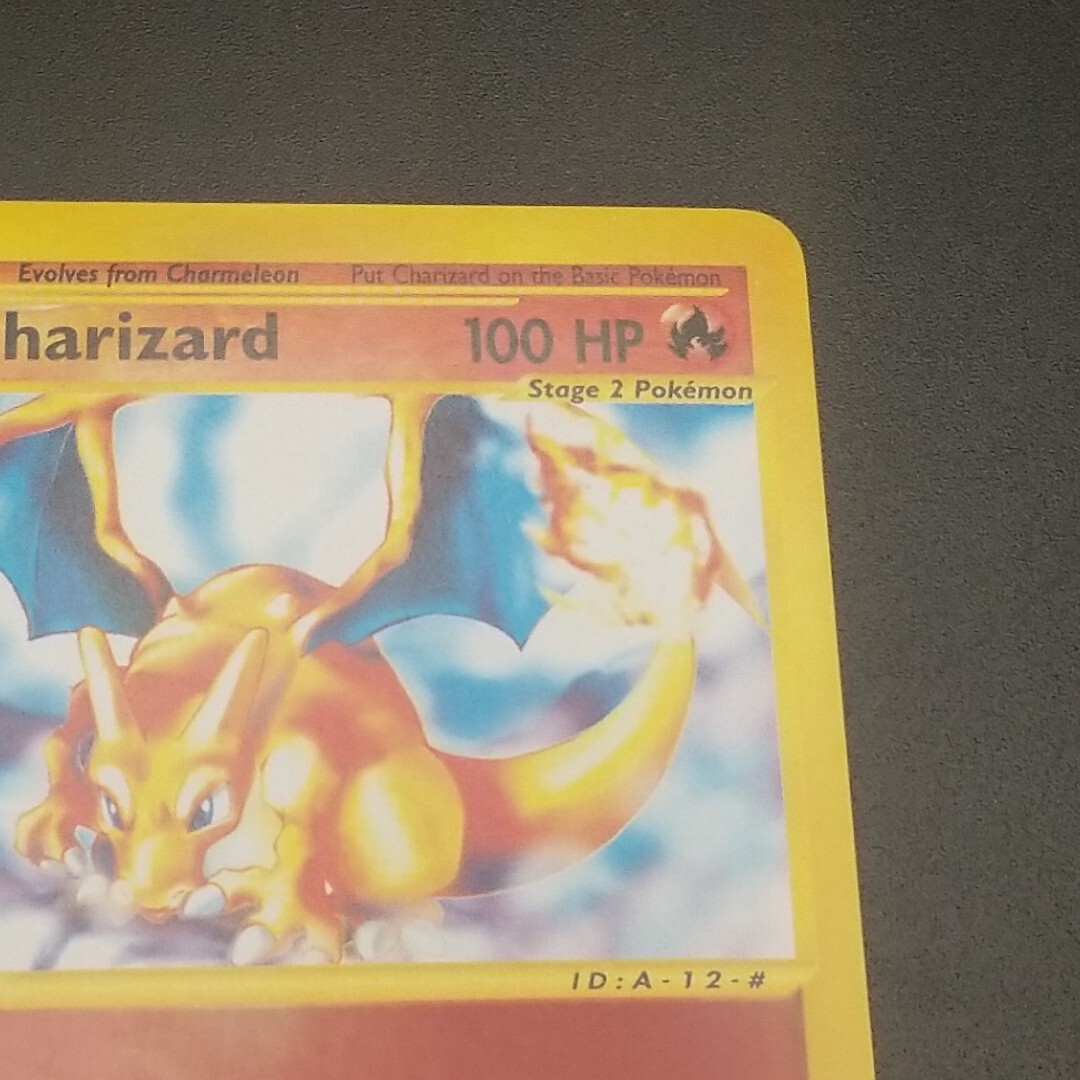 Evolves from Charmeleon Put Charizard on the Basic Pokémon
harizard 100 HP
Stage 2 Pokémon
ID:A-12-#